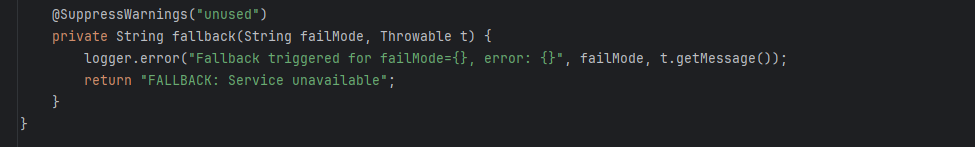 @SuppressWarnings("unused")
private String fallback(String failMode, Throwable t) {
logger.error("Fallback triggered for failMode={}, error: {}", failMode, t.getMessage());
return "FALLBACK: Service unavailable";
}
}